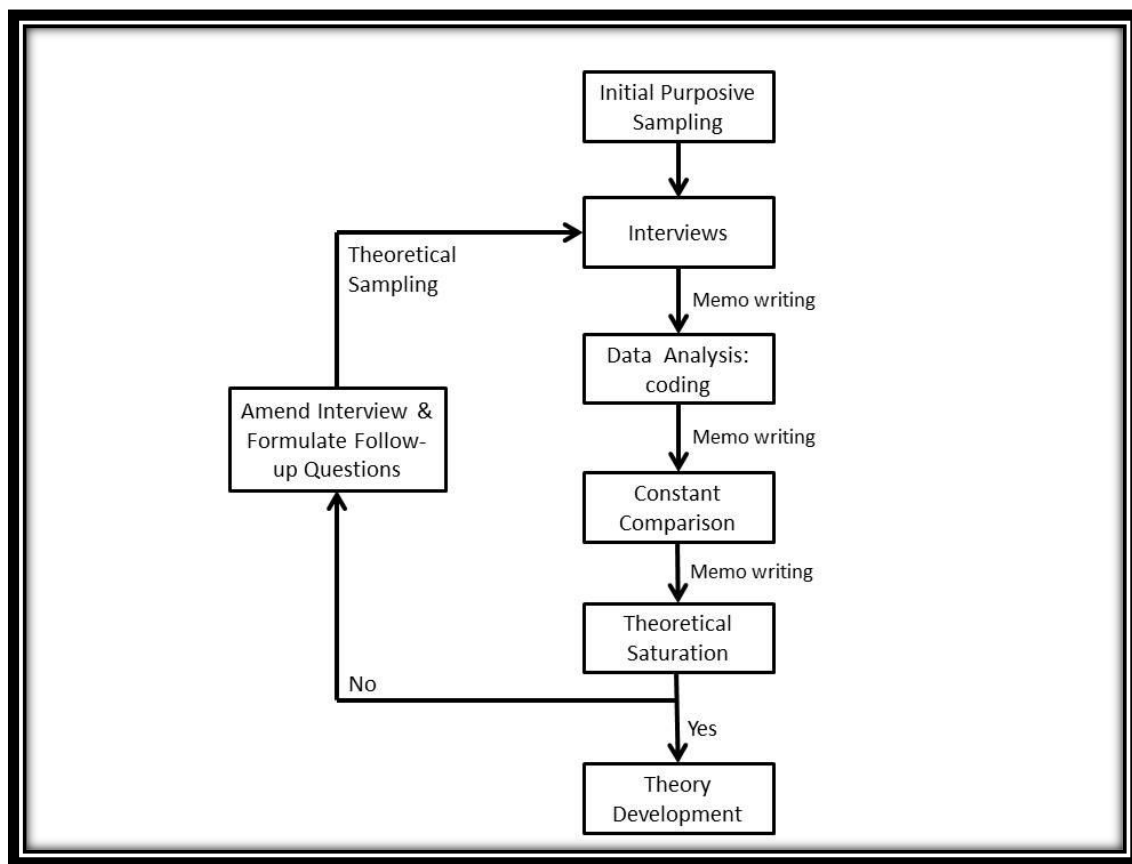 Initial Purposive
Sampling
Interviews
Theoretical
Sampling
Memo writing
Data Analysis:
coding
Amend Interview &
Formulate Follow-
up Questions
Memo writing
Constant
Comparison
Memo writing
Theoretical
Saturation
No
Yes
Theory
Development